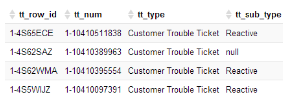 tt_row_id tt_num tt_type tt_sub_type
1-4S65ECE 1-10410511838 Customer Trouble Ticket Reactive
1-4S62SAZ 1-10410389963 Customer Trouble Ticket null
1-4S62WMA 1-10410395554 Customer Trouble Ticket Reactive
1-4S5WIJZ 1-10410097391 Customer Trouble Ticket Reactive